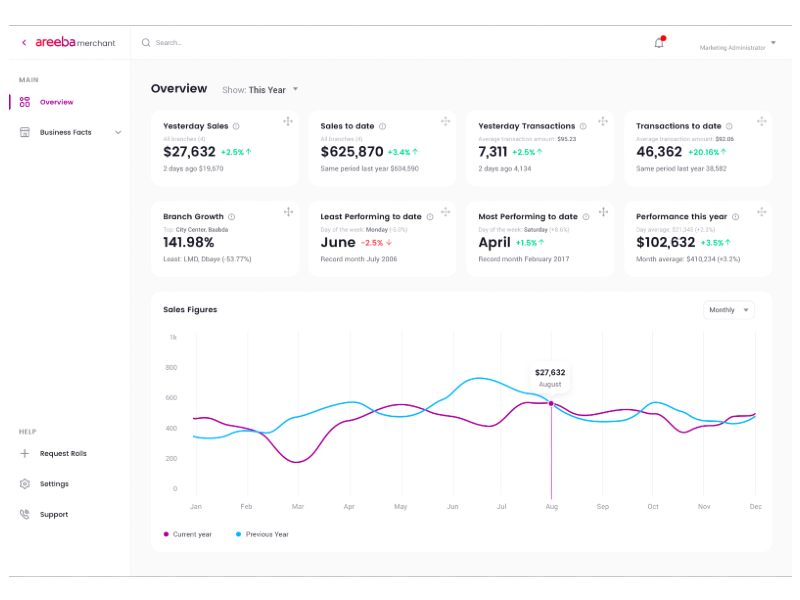 areeba merchant
Search...
Marketing Administrator
MAIN
Overview
Business Facts
HELP
Request Rolls
Settings
Support
Overview Show: This Year
Yesterday Sales
All branches (4)
$27,632 +2.5%
2 days ago $19,870
Sales to date
All branches (4)
$625,870 +3.4%
Same period last year $604,590
Yesterday Transactions
Average transaction amount: $95.23
7,311 +2.5%
2 days ago 4,134
Transactions to date
Average transaction amount: $92.05
46,362 +20.16%
Same period last year 38,582
Branch Growth
Top: City Center, Baabda
141.98%
Least: LMD, Dbaye (-53.77%)
Least Performing to date
Day of the week: Monday (-5.0%)
June -2.5%
Record month July 2006
Most Performing to date
Day of the week: Saturday (+6.6%)
April +1.5%
Record month February 2017
Performance this year
Day average: $21,345 (+2.3%)
$102,632 +3.5%
Month average: $410,234 (+3.2%)
Sales Figures
Monthly
1k
800
600
400
200
0
$27,632
August
Jan Feb Mar Apr May Jun Jul Aug Sep Oct Nov Dec
Current year Previous Year